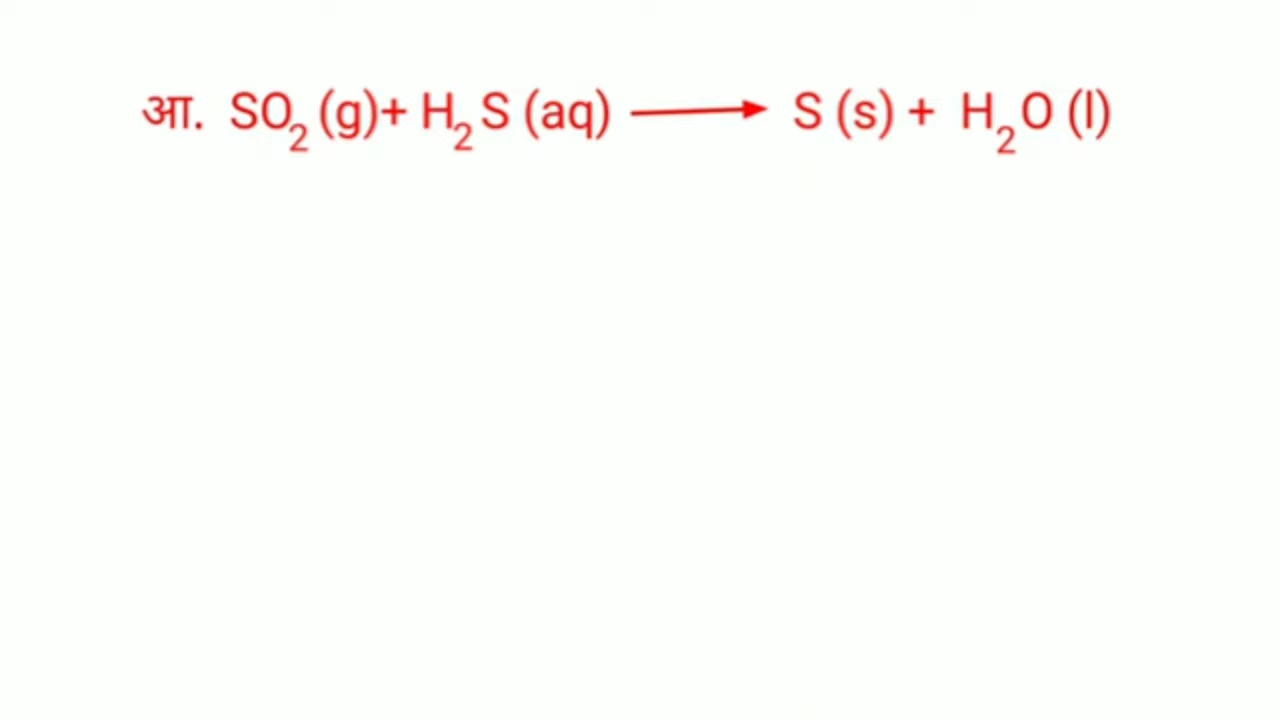 आ. SO₂ (g)+ H₂S (aq) ⟶ S (s) + H₂O (l)